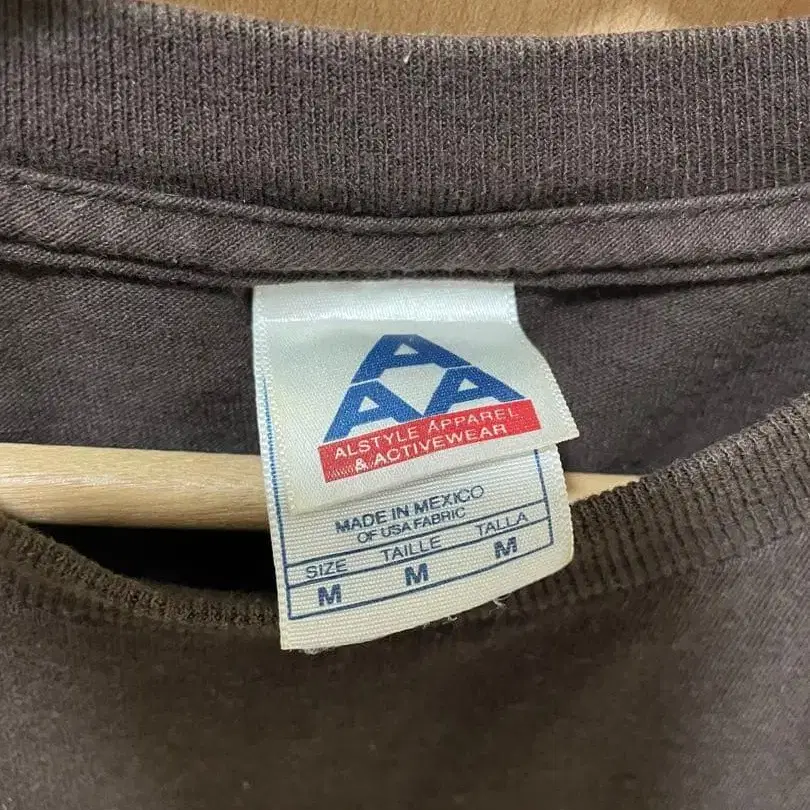 A
A A
ALSTYLE APPAREL
& ACTIVEWEAR
MADE IN MEXICO
OF USA FABRIC
SIZE TAILLE TALLA
M M M